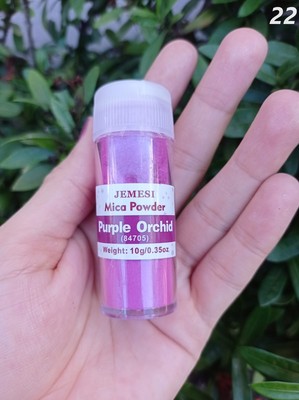 22
JEMESI
Mica Powder
Purple Orchid
(84705)
Weight: 10g/0.35oz